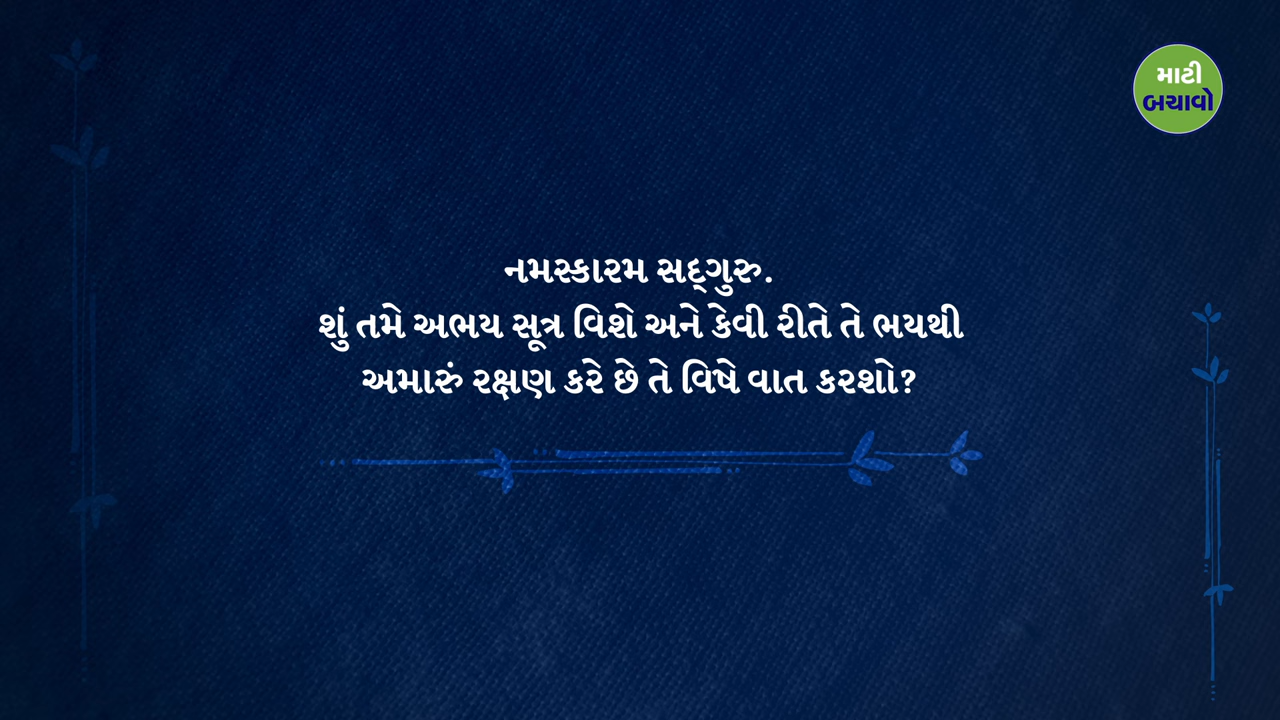 માટી
બચાવો
નમસ્કારમ સદ્‌ગુરુ.
શું તમે અભય સૂત્ર વિશે અને કેવી રીતે તે ભયથી
અમારું રક્ષણ કરે છે તે વિષે વાત કરશો?